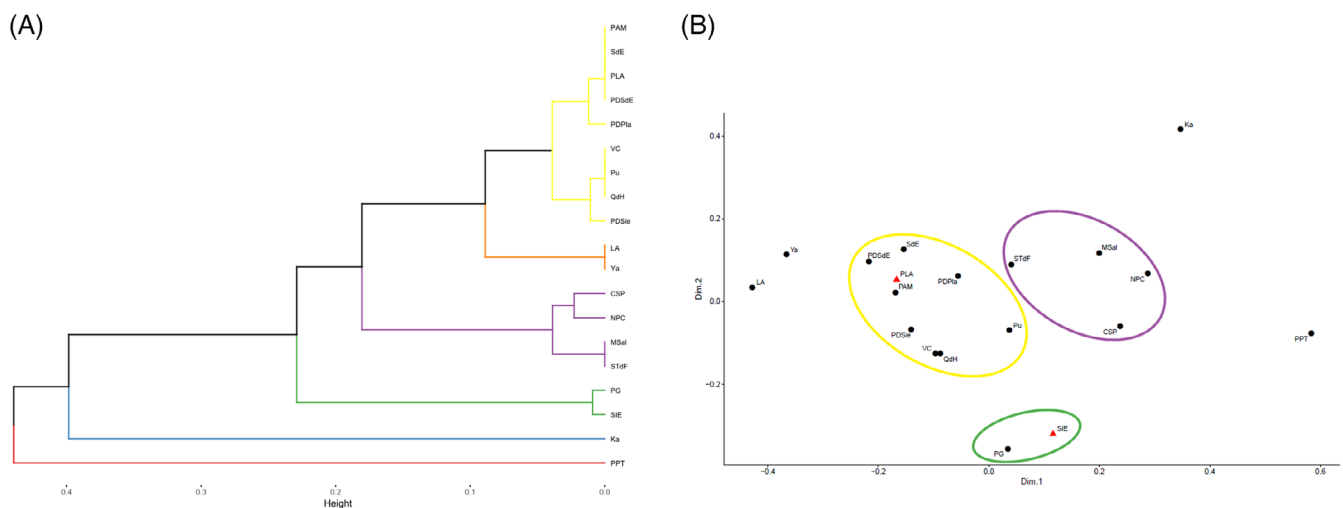 (A)
PAM
SdE
PLA
PDSdE
PDPla
VC
Pu
QdH
PDSie
LA
Ya
CSP
NPC
MSal
STdF
PG
SIE
Ka
PPT
0.4 0.3 0.2 0.1 0.0
Height
(B)
Dim.2
0.4
0.2
0.0
−0.2
−0.4
Ka
Ya
LA
SdE
PDSdE
PLA
PAM
PDPla
PDSie
Pu
VC
QdH
STdF
MSal
NPC
CSP
PPT
SIE
PG
−0.4 −0.2 0.0 0.2 0.4 0.6
Dim.1